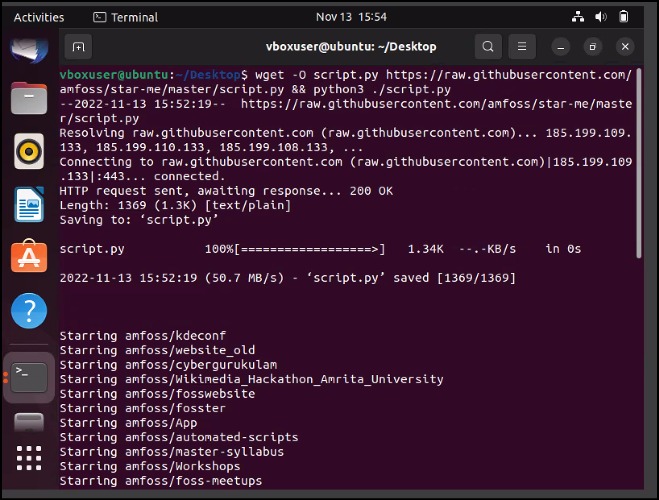 Activities
Terminal
Nov 13 15:54
vboxuser@ubuntu: ~/Desktop
vboxuser@ubuntu:~/Desktop$ wget -O script.py https://raw.githubusercontent.com/
amfoss/star-me/master/script.py && python3 ./script.py
--2022-11-13 15:52:19--  https://raw.githubusercontent.com/amfoss/star-me/maste
r/script.py
Resolving raw.githubusercontent.com (raw.githubusercontent.com)... 185.199.109.
133, 185.199.110.133, 185.199.108.133, ...
Connecting to raw.githubusercontent.com (raw.githubusercontent.com)|185.199.109
.133|:443... connected.
HTTP request sent, awaiting response... 200 OK
Length: 1369 (1.3K) [text/plain]
Saving to: ‘script.py’
script.py           100%[==================>]   1.34K  --.-KB/s    in 0s
2022-11-13 15:52:19 (50.7 MB/s) - ‘script.py’ saved [1369/1369]
Starring amfoss/kdeconf
Starring amfoss/website_old
Starring amfoss/cybergurukulam
Starring amfoss/Wikimedia_Hackathon_Amrita_University
Starring amfoss/fosswebsite
Starring amfoss/fosster
Starring amfoss/App
Starring amfoss/automated-scripts
Starring amfoss/master-syllabus
Starring amfoss/Workshops
Starring amfoss/foss-meetups